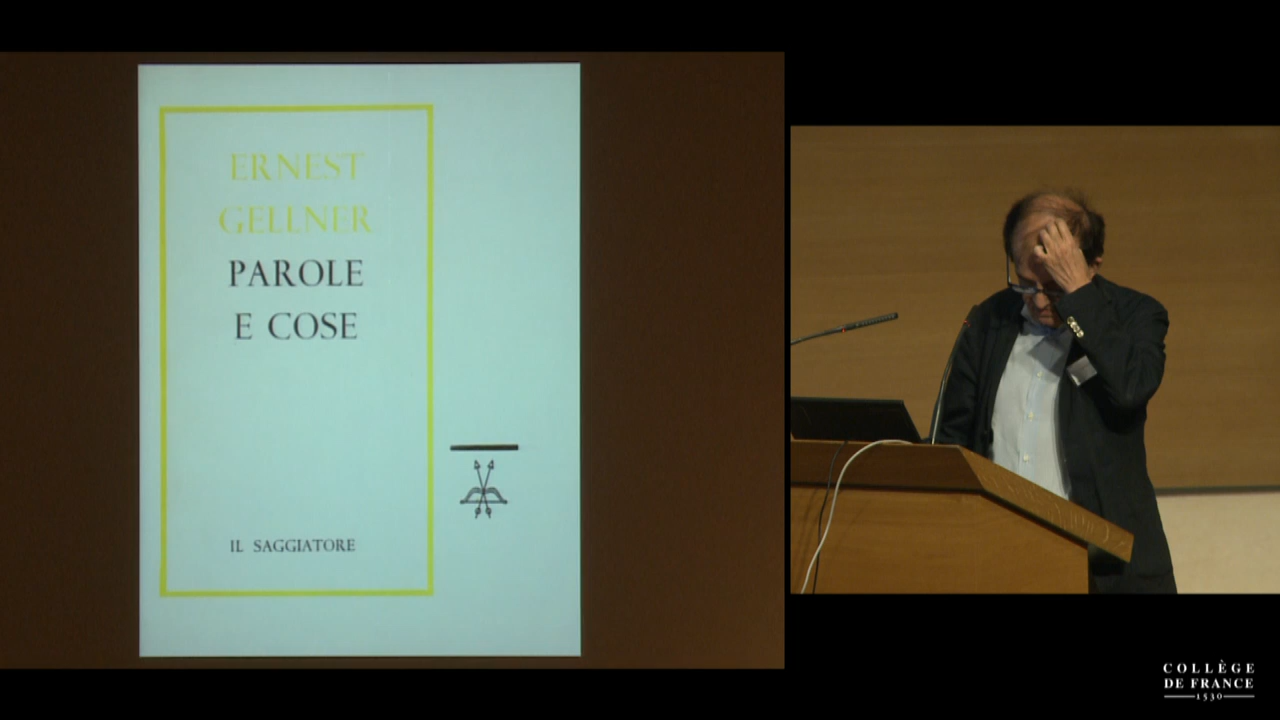 ERNEST
GELLNER
PAROLE
E COSE
IL SAGGIATORE
COLLÈGE
DE FRANCE
1530